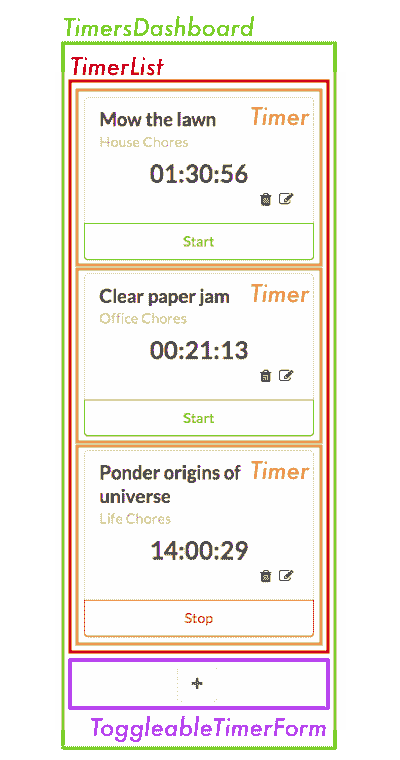 TimersDashboard
TimerList
Mow the lawn
Timer
House Chores
01:30:56
Start
Clear paper jam
Timer
Office Chores
00:21:13
Start
Ponder origins of
Timer
universe
Life Chores
14:00:29
Stop
+
ToggleableTimerForm